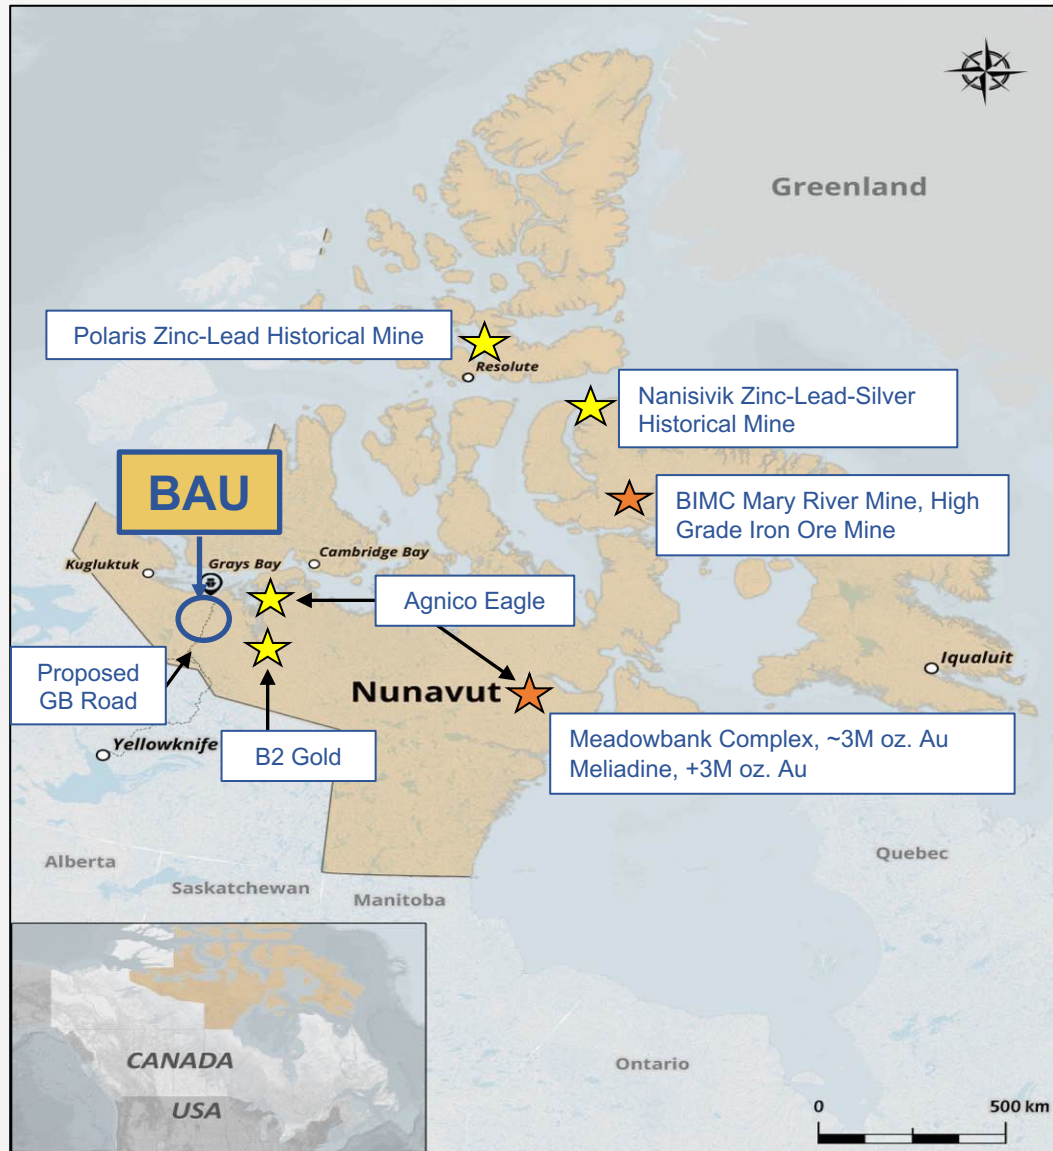 Greenland
Polaris Zinc-Lead Historical Mine
Resolute
Nanisivik Zinc-Lead-Silver
Historical Mine
BAU
BIMC Mary River Mine, High
Grade Iron Ore Mine
Cambridge Bay
Kugluktuk
Grays Bay
Agnico Eagle
Proposed
GB Road
Iqualuit
Nunavut
Yellowknife
B2 Gold
Meadowbank Complex, ~3M oz. Au
Meliadine, +3M oz. Au
Alberta
Saskatchewan
Manitoba
Quebec
CANADA
USA
Ontario
0 500 km